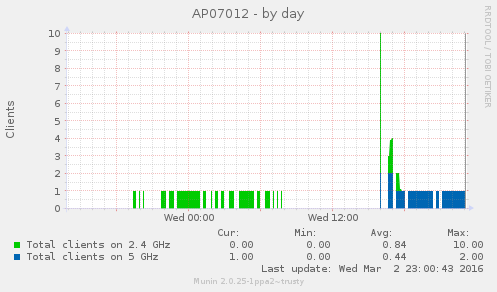 AP07012 - by day
RRDTOOL / TOBI OETIKER
Clients
10
9
8
7
6
5
4
3
2
1
0
Wed 00:00 Wed 12:00
Cur: Min: Avg: Max:
Total clients on 2.4 GHz 0.00 0.00 0.84 10.00
Total clients on 5 GHz 1.00 0.00 0.44 2.00
Last update: Wed Mar 2 23:00:43 2016
Munin 2.0.25-1ppa2~trusty